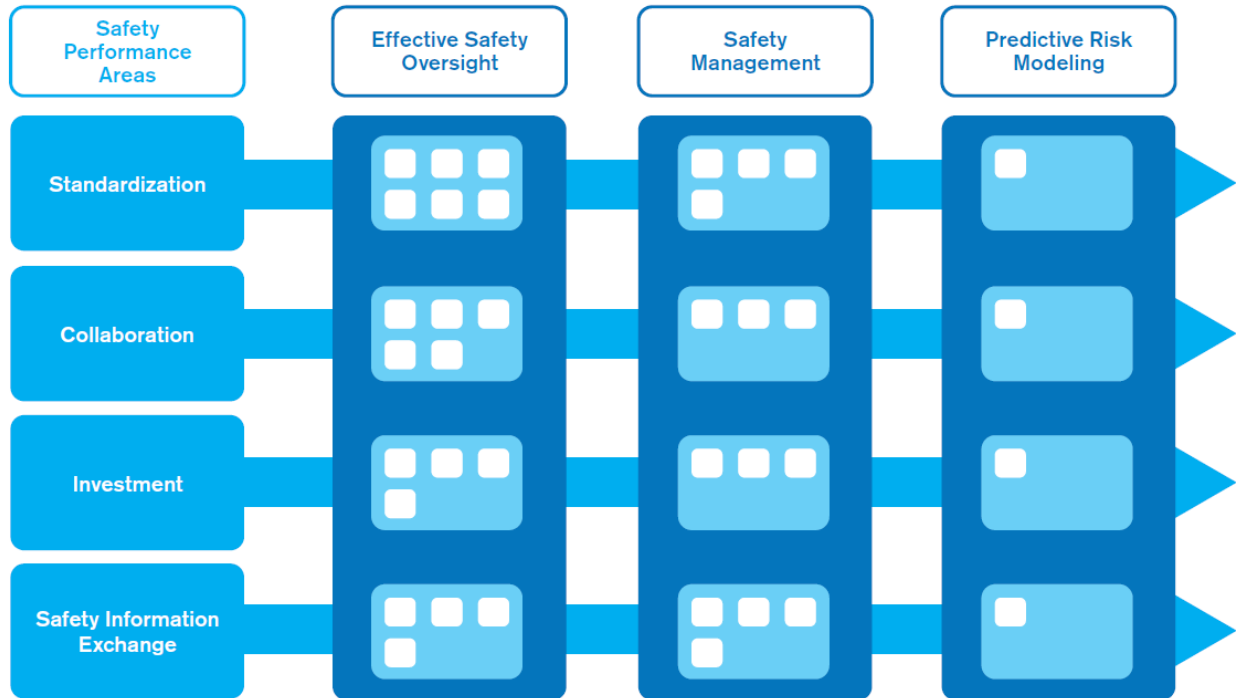 Safety
Performance
Areas
Effective Safety
Oversight
Safety
Management
Predictive Risk
Modeling
Standardization
Collaboration
Investment
Safety Information
Exchange